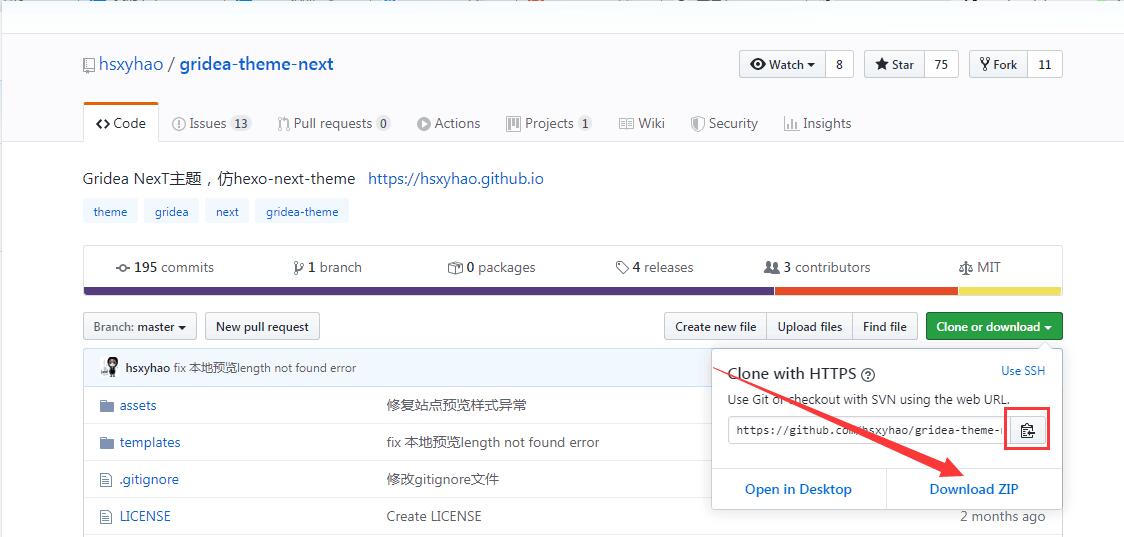 hsxyhao / gridea-theme-next
Watch 8 Star 75 Fork 11
Code Issues 13 Pull requests 0 Actions Projects 1 Wiki Security Insights
Gridea NexT主题，仿hexo-next-theme https://hsxyhao.github.io
theme gridea next gridea-theme
195 commits 1 branch 0 packages 4 releases 3 contributors MIT
Branch: master New pull request Create new file Upload files Find file Clone or download
hsxyhao fix 本地预览length not found error
Clone with HTTPS Use SSH
Use Git or checkout with SVN using the web URL.
https://github.com/hsxyhao/gridea-theme-
Open in Desktop Download ZIP
assets 修复站点预览样式异常
templates fix 本地预览length not found error
.gitignore 修改gitignore文件
LICENSE Create LICENSE 2 months ago